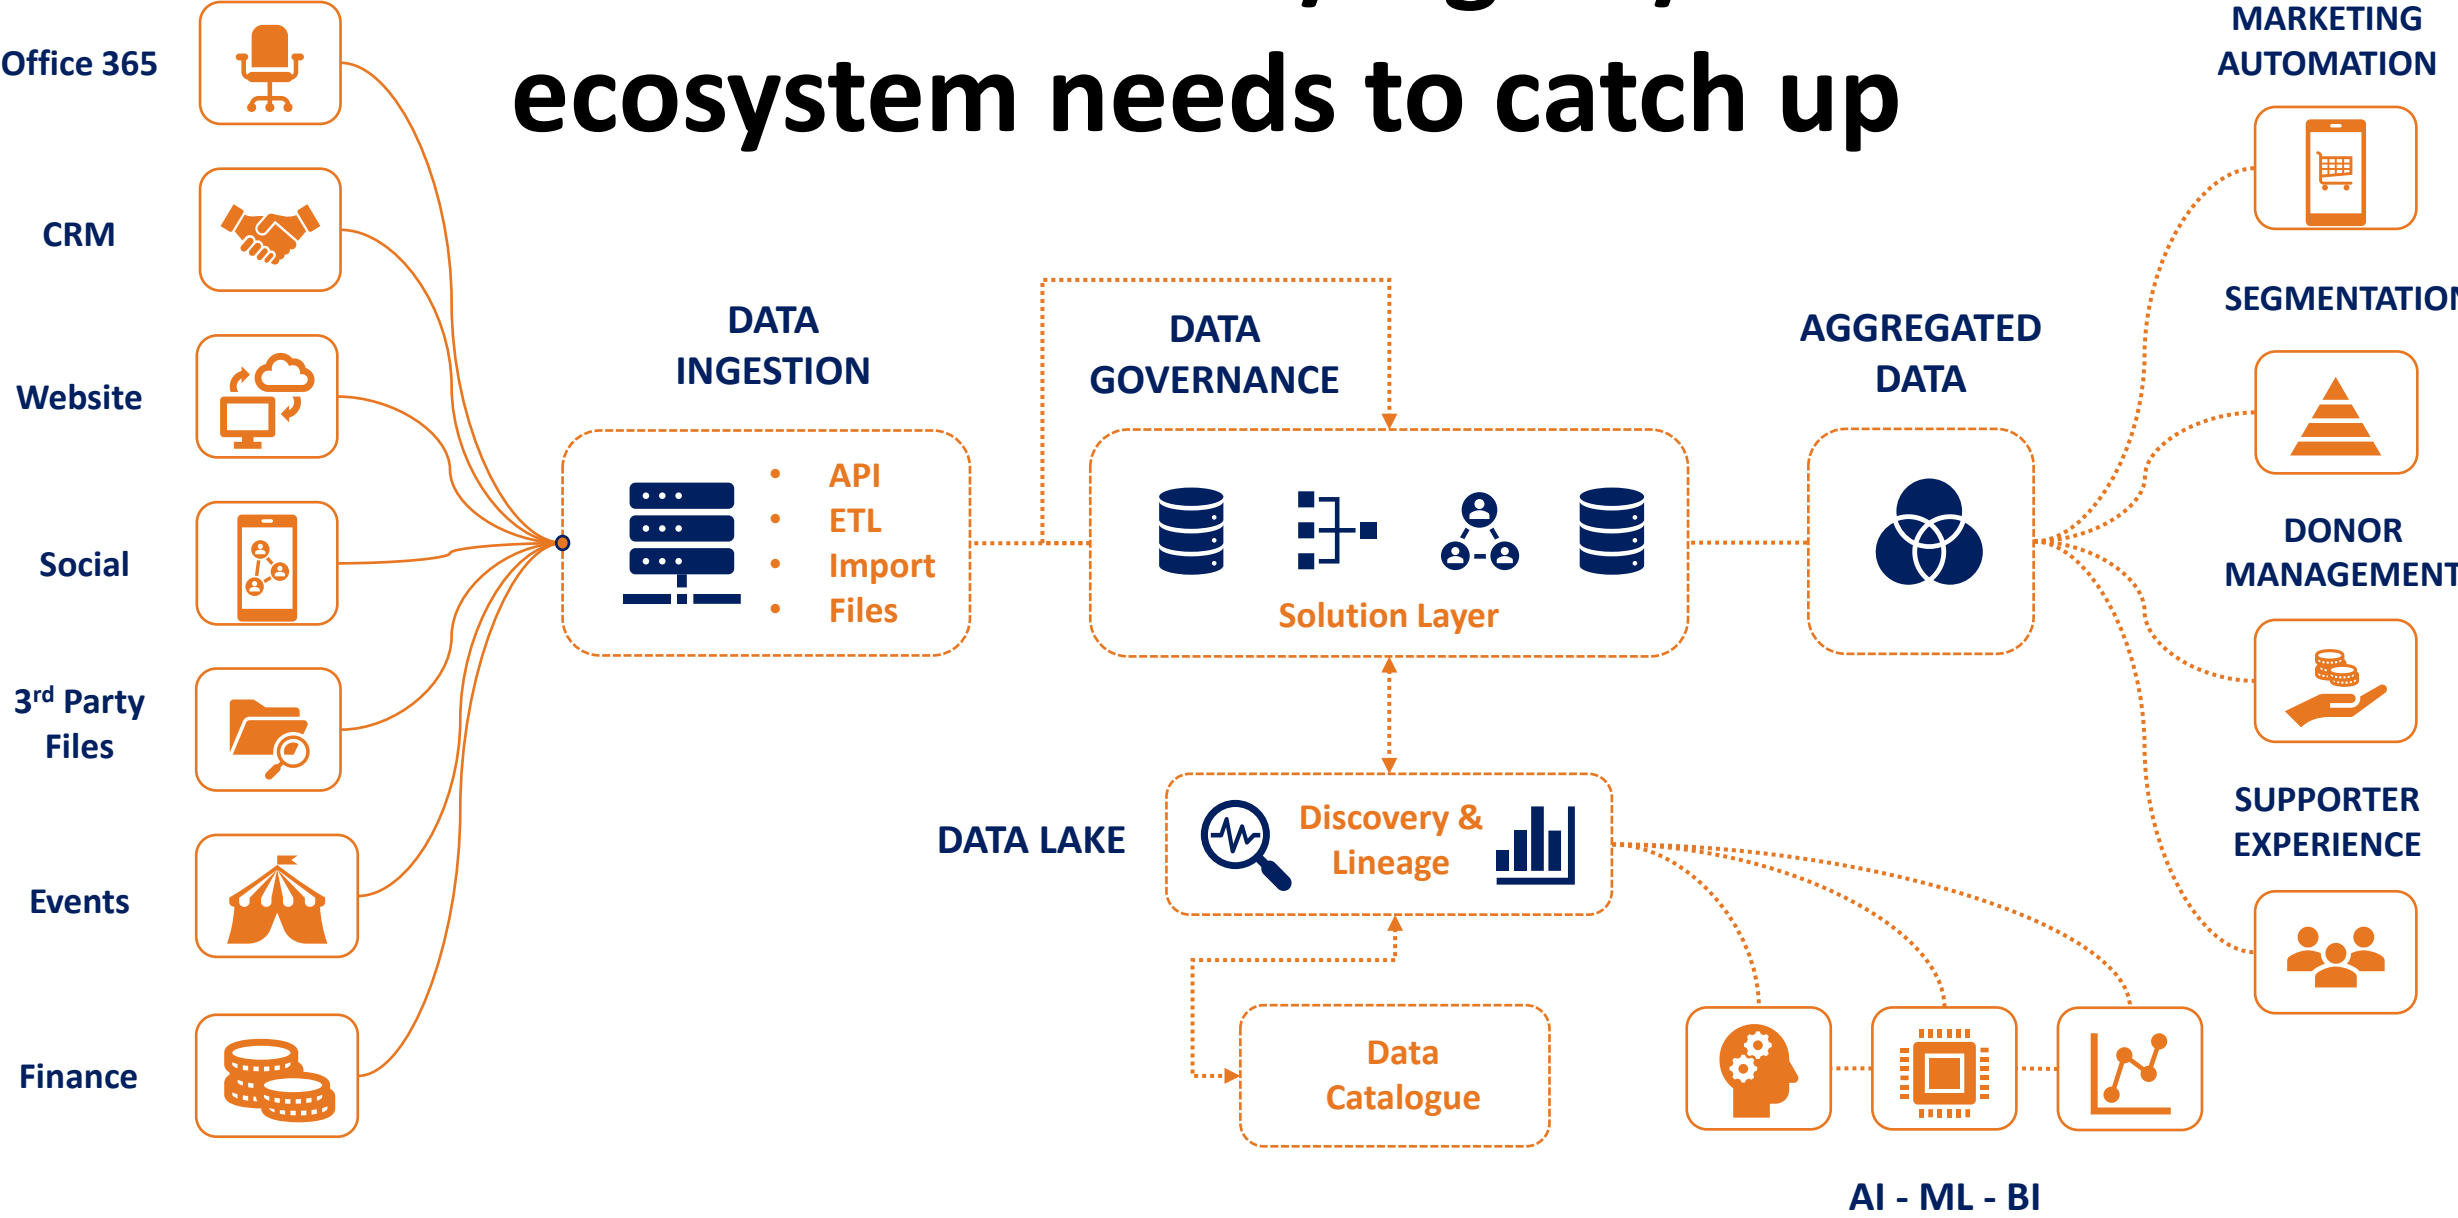 ecosystem needs to catch up
Office 365
CRM
Website
Social
3rd Party
Files
Events
Finance
DATA
INGESTION
• API
• ETL
• Import
• Files
DATA
GOVERNANCE
Solution Layer
AGGREGATED
DATA
DATA LAKE
Discovery &
Lineage
Data
Catalogue
AI - ML - BI
MARKETING
AUTOMATION
SEGMENTATION
DONOR
MANAGEMENT
SUPPORTER
EXPERIENCE